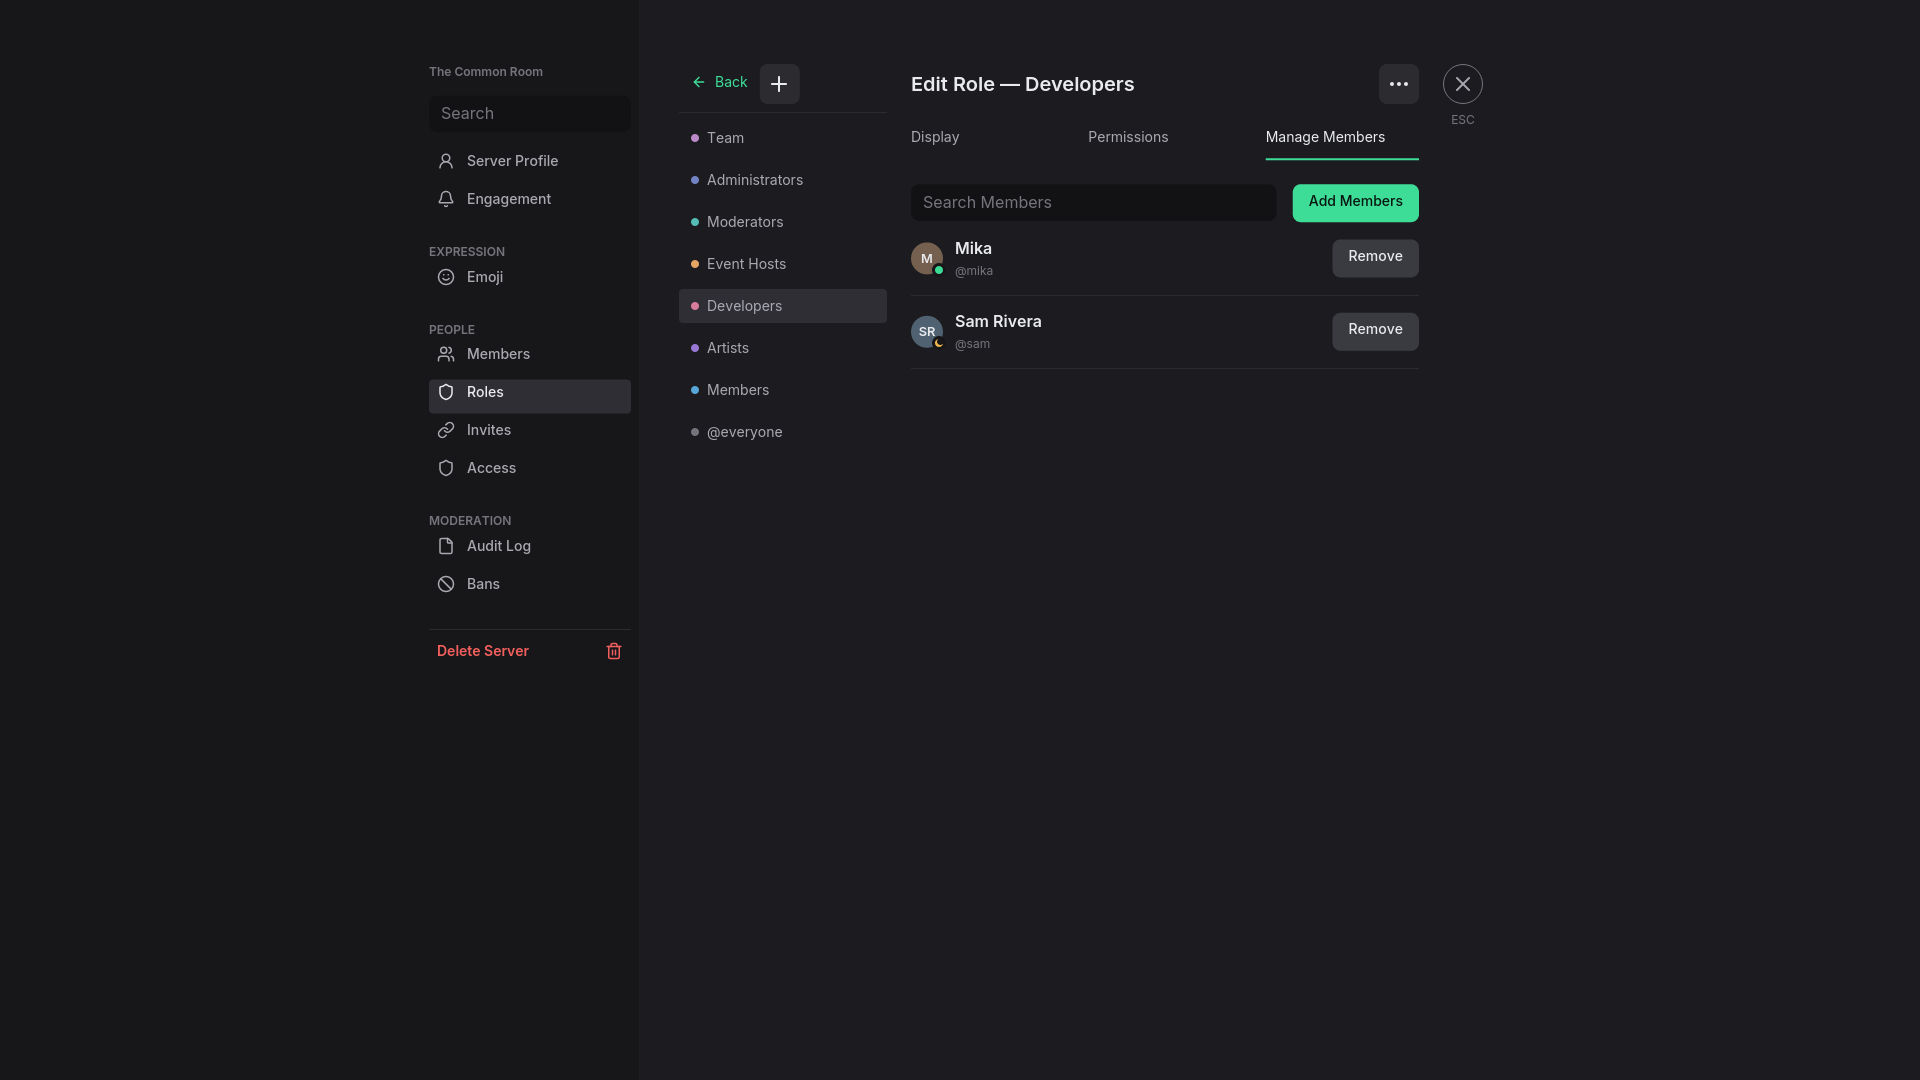 The Common Room
Search
Server Profile
Engagement
EXPRESSION
Emoji
PEOPLE
Members
Roles
Invites
Access
MODERATION
Audit Log
Bans
Delete Server
Back
Team
Administrators
Moderators
Event Hosts
Developers
Artists
Members
@everyone
Edit Role — Developers
ESC
Display Permissions Manage Members
Search Members Add Members
M Mika Remove
@mika
SR Sam Rivera Remove
@sam